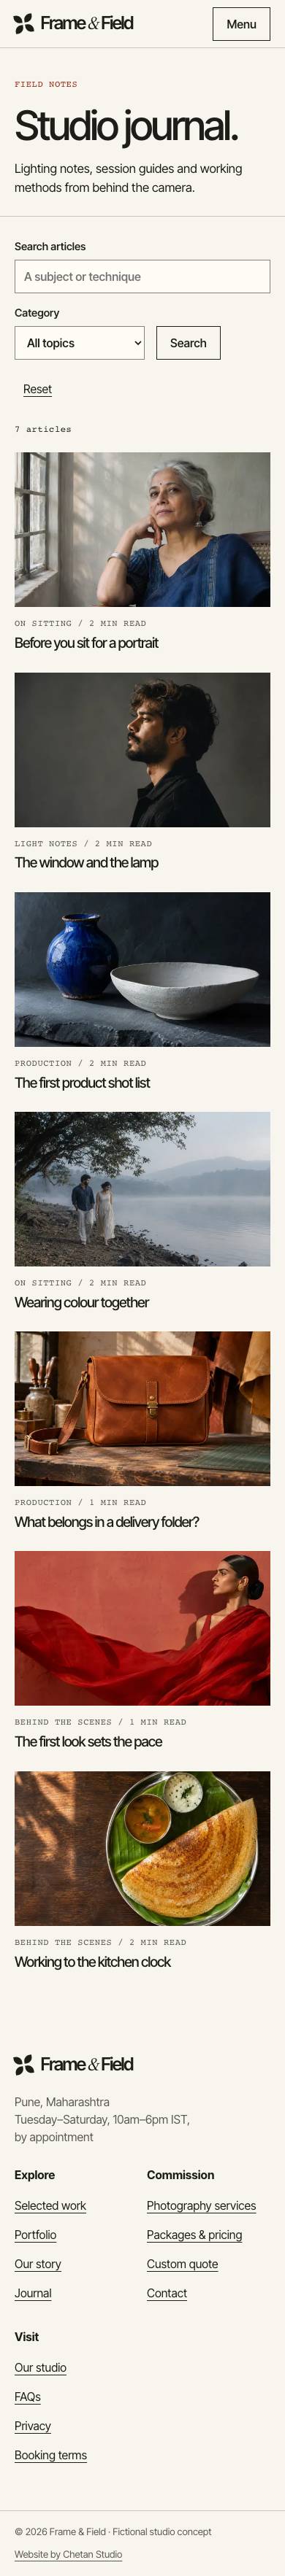 Frame & Field
Menu
FIELD NOTES
Studio journal.
Lighting notes, session guides and working
methods from behind the camera.
Search articles
A subject or technique
Category
All topics
Search
Reset
7 articles
ON SITTING / 2 MIN READ
Before you sit for a portrait
LIGHT NOTES / 2 MIN READ
The window and the lamp
PRODUCTION / 2 MIN READ
The first product shot list
ON SITTING / 2 MIN READ
Wearing colour together
PRODUCTION / 1 MIN READ
What belongs in a delivery folder?
BEHIND THE SCENES / 1 MIN READ
The first look sets the pace
BEHIND THE SCENES / 2 MIN READ
Working to the kitchen clock
Frame & Field
Pune, Maharashtra
Tuesday–Saturday, 10am–6pm IST,
by appointment
Explore
Selected work
Portfolio
Our story
Journal
Commission
Photography services
Packages & pricing
Custom quote
Contact
Visit
Our studio
FAQs
Privacy
Booking terms
© 2026 Frame & Field · Fictional studio concept
Website by Chetan Studio